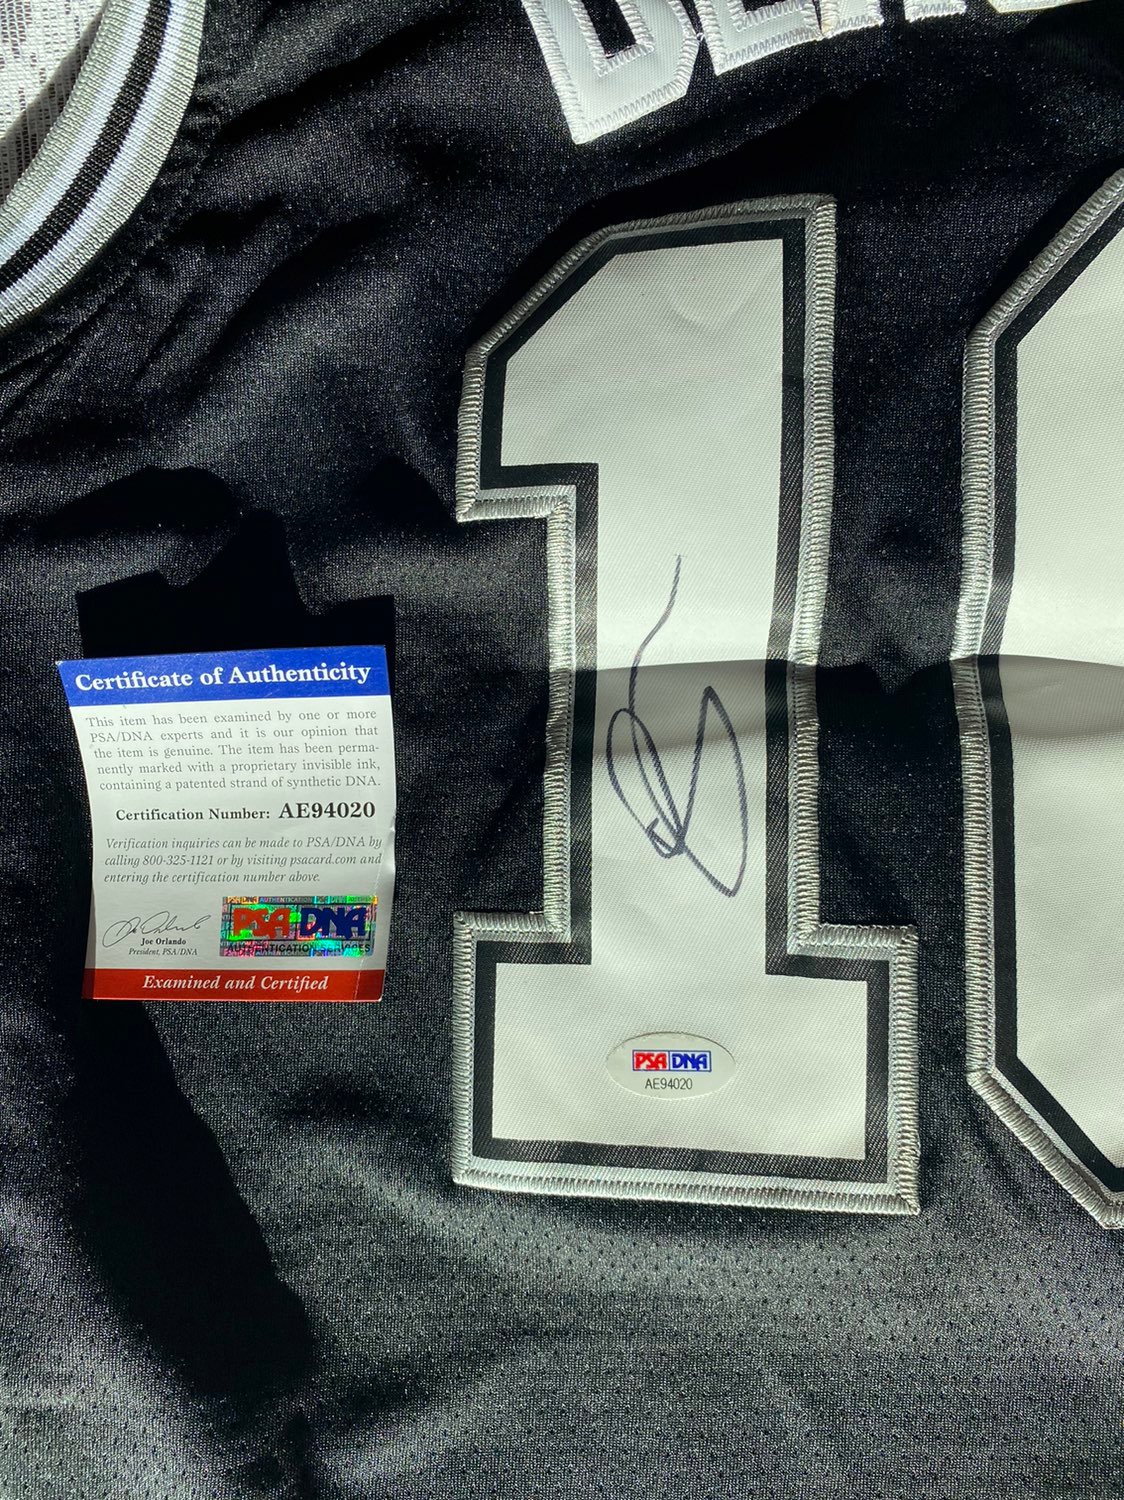 Certificate of Authenticity
This item has been examined by one or more
PSA/DNA experts and it is our opinion that
the item is genuine. The item has been perma-
nently marked with a proprietary invisible ink,
containing a patented strand of synthetic DNA.
Certification Number: AE94020
Verification inquiries can be made to PSA/DNA by
calling 800-325-1121 or by visiting psacard.com and
entering the certification number above.
Joe Orlando
President, PSA/DNA
PSA DNA
AUTHENTICATION SERVICES
Examined and Certified
1
PSA DNA
AE94020